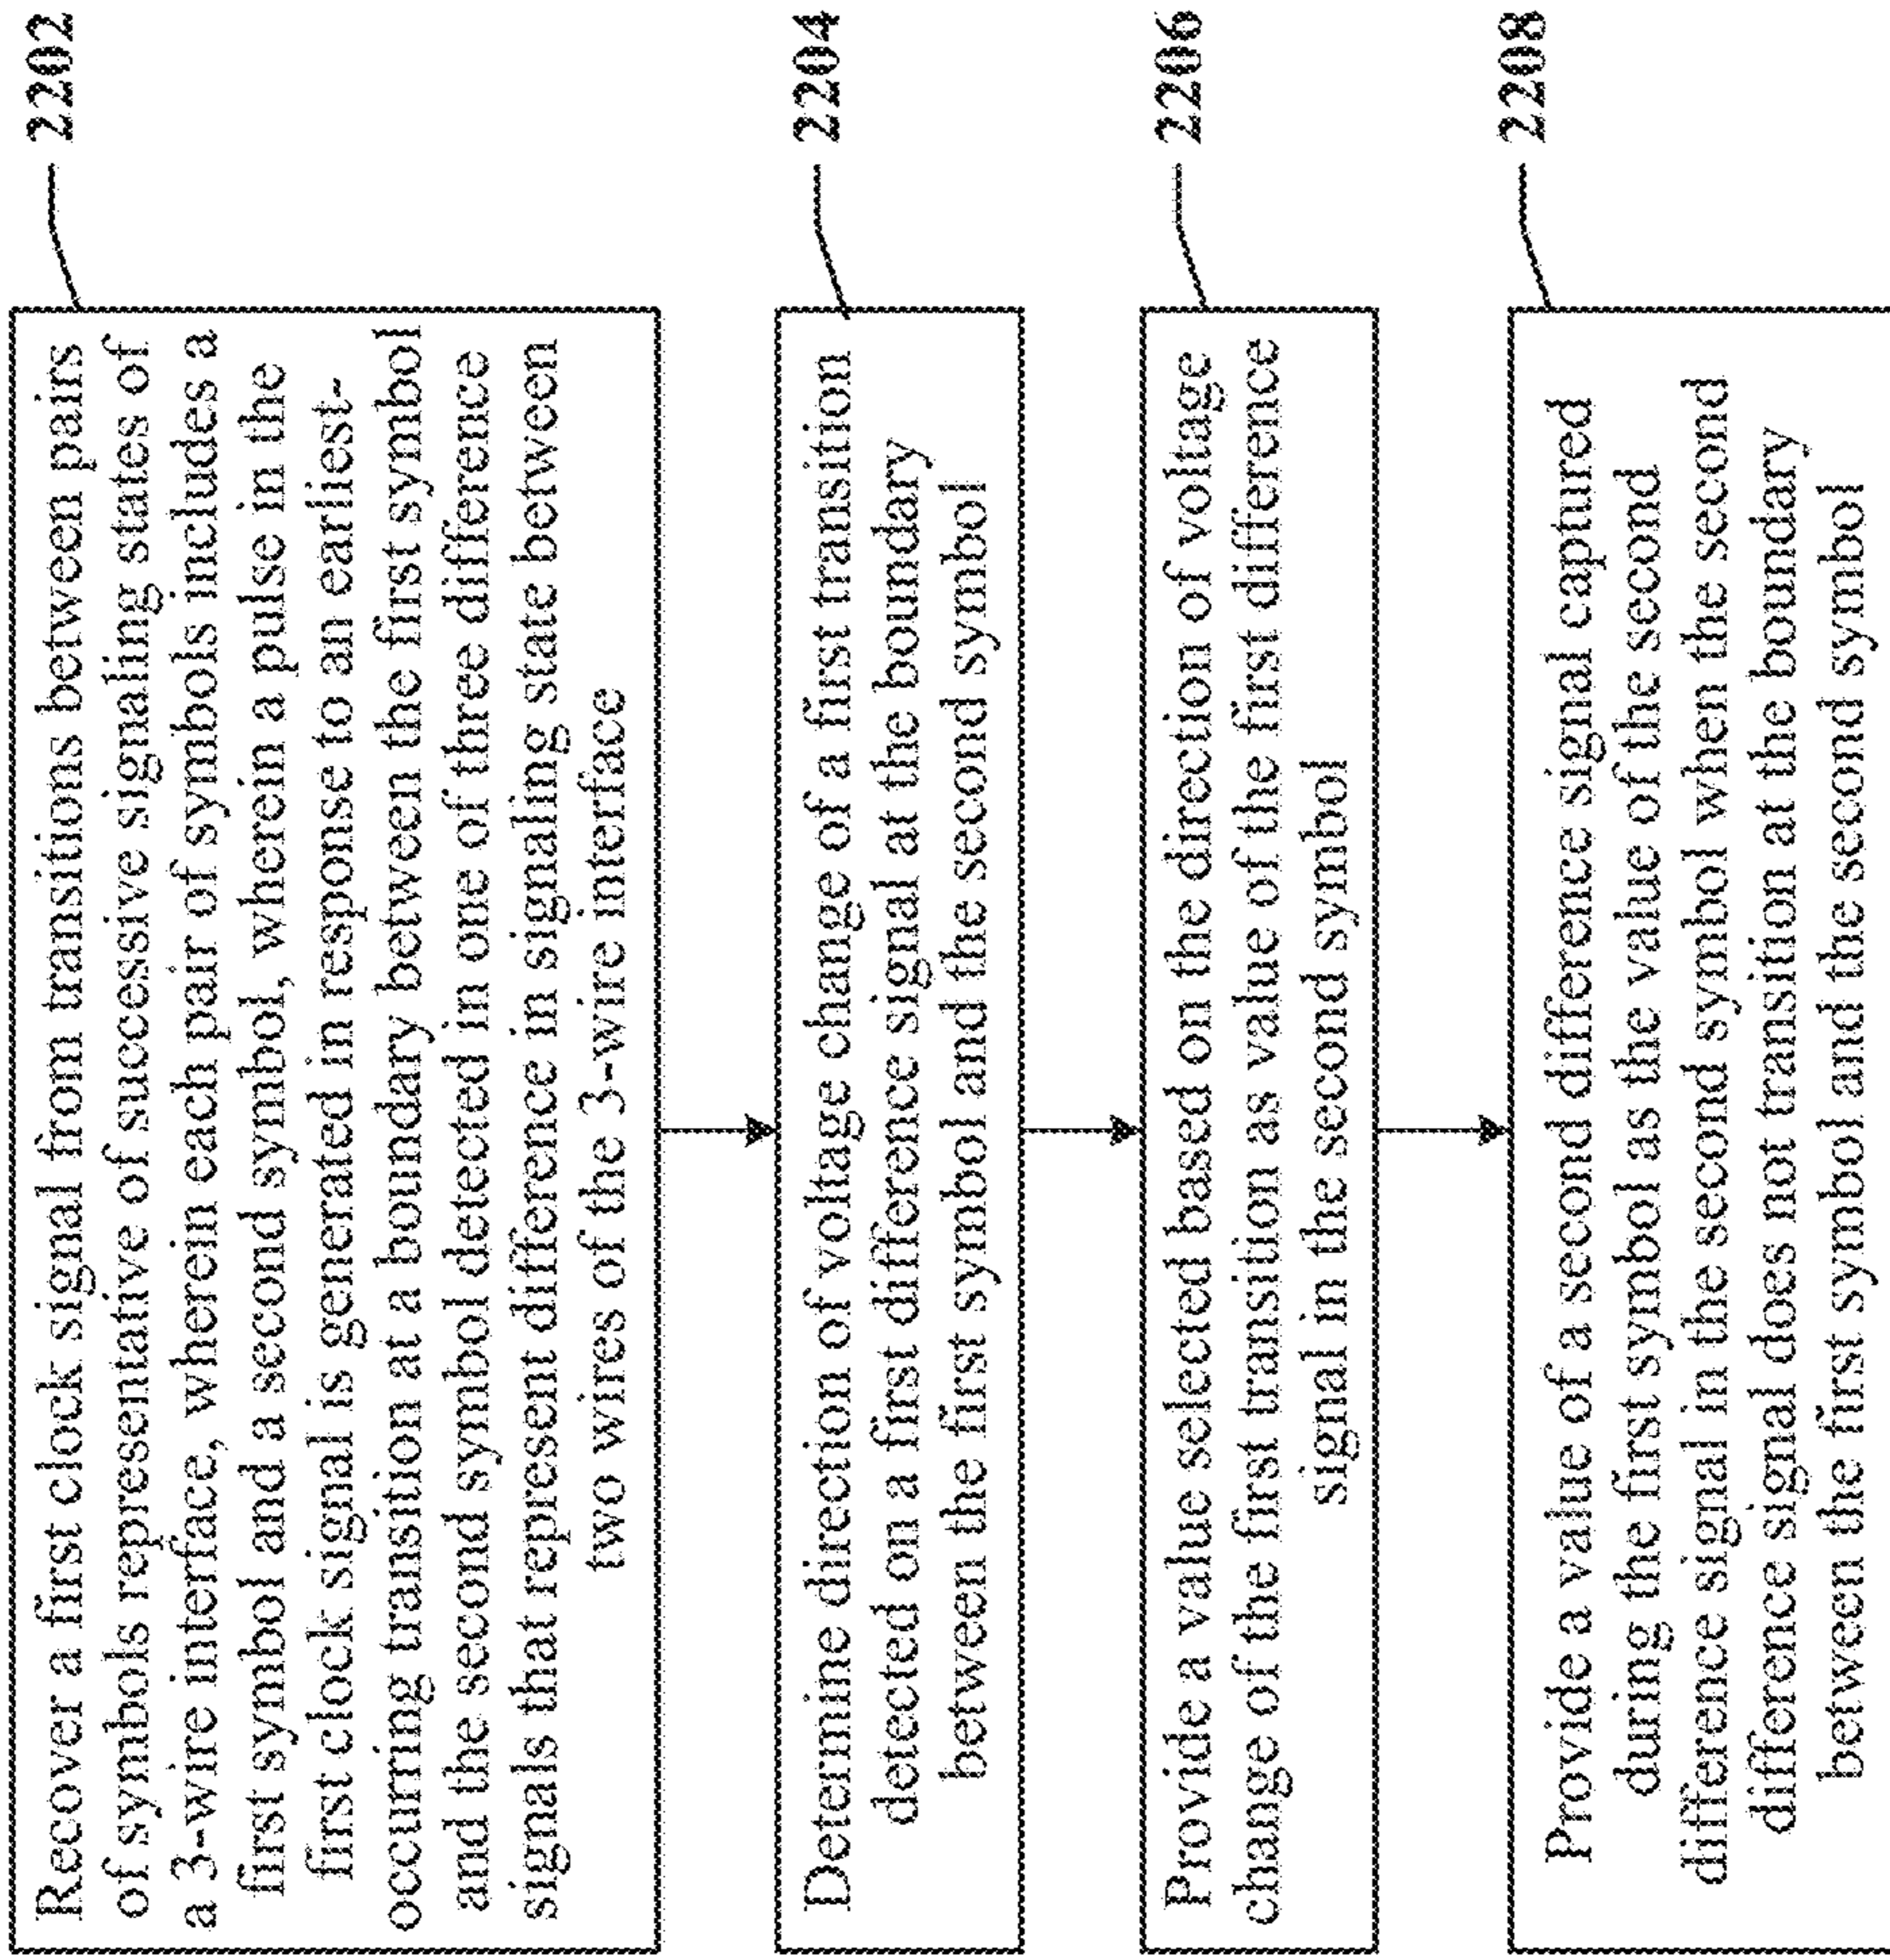 Recover a first clock signal from transitions between pairs
of symbols representative of successive signaling states of
a 3-wire interface, wherein each pair of symbols includes a
first symbol and a second symbol, wherein a pulse in the
first clock signal is generated in response to an earliest-
occurring transition at a boundary between the first symbol
and the second symbol detected in one of three difference
signals that represent difference in signaling state between
two wires of the 3-wire interface
2202
Determine direction of voltage change of a first transition
detected on a first difference signal at the boundary
between the first symbol and the second symbol
2204
Provide a value selected based on the direction of voltage
change of the first transition as value of the first difference
signal in the second symbol
2206
Provide a value of a second difference signal captured
during the first symbol as the value of the second
difference signal in the second symbol when the second
difference signal does not transition at the boundary
between the first symbol and the second symbol
2208